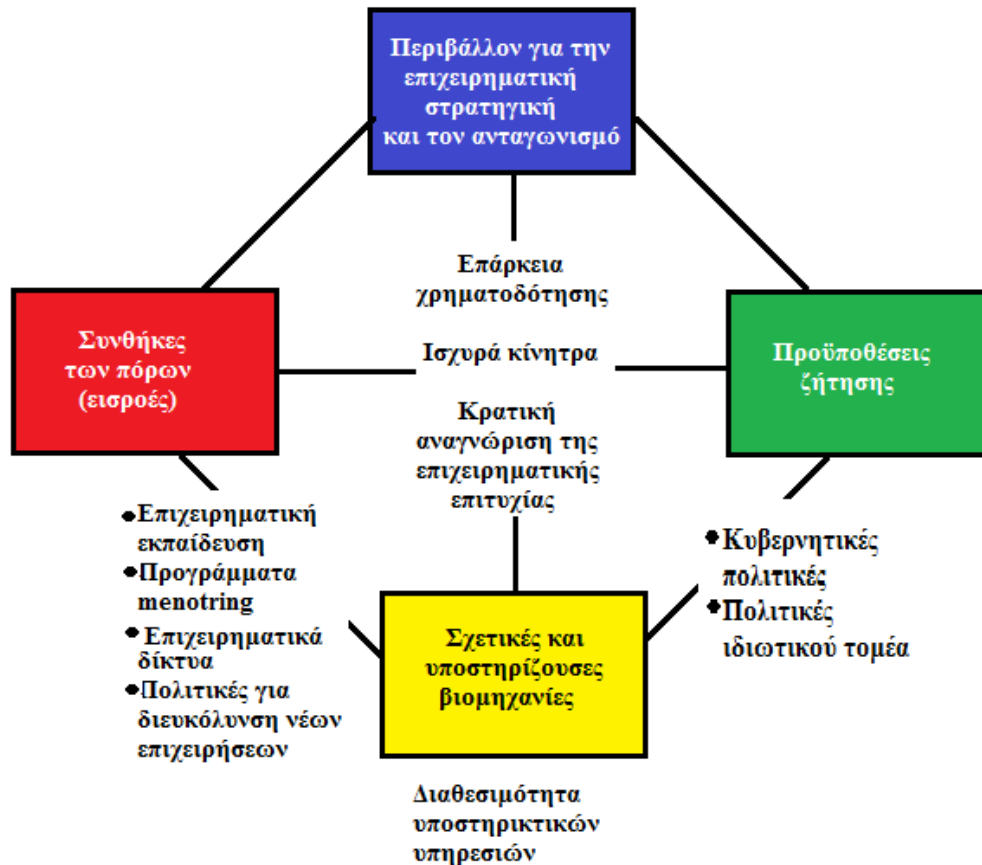 Περιβάλλον για την
επιχειρηματική
στρατηγική
και τον ανταγωνισμό
Επάρκεια
χρηματοδότησης
Συνθήκες
των πόρων
(εισροές)
Ισχυρά κίνητρα
Προϋποθέσεις
ζήτησης
Κρατική
αναγνώριση της
επιχειρηματικής
επιτυχίας
•Επιχειρηματική
εκπαίδευση
•Προγράμματα
menotring
• Επιχειρηματικά
δίκτυα
•Πολιτικές για
διευκόλυνση νέων
επιχειρήσεων
•Κυβερνητικές
πολιτικές
•Πολιτικές
ιδιωτικού τομέα
Σχετικές και
υποστηρίζουσες
βιομηχανίες
Διαθεσιμότητα
υποστηρικτικών
υπηρεσιών